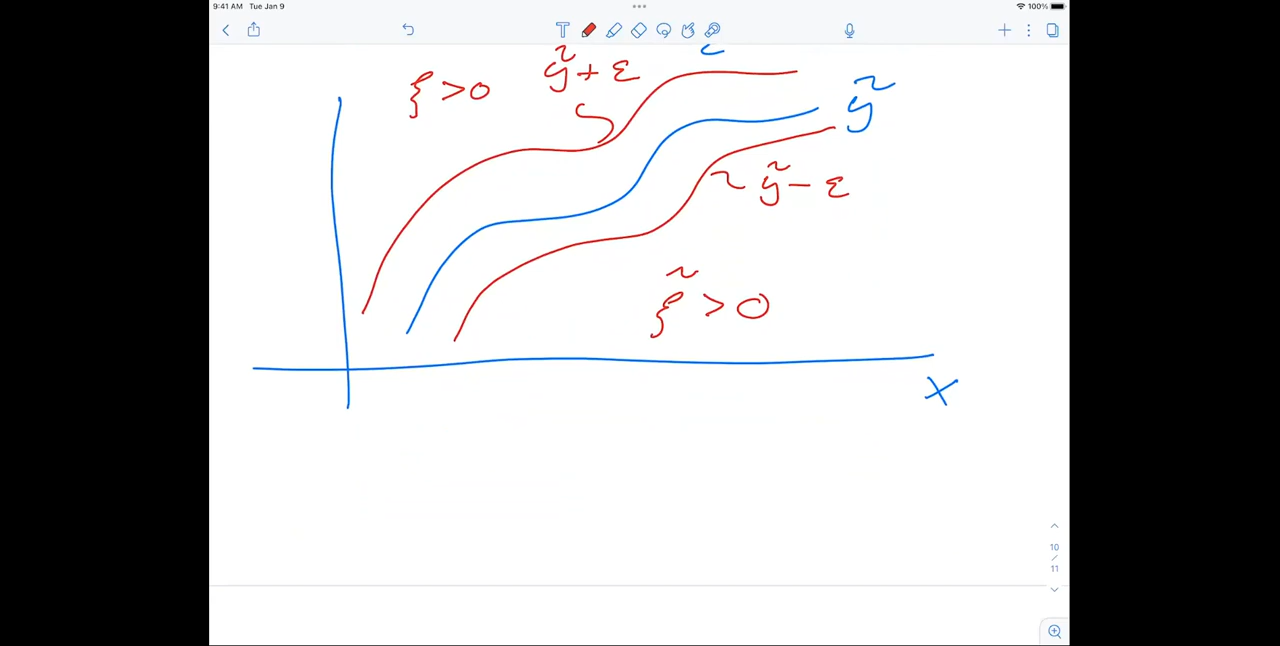 9:41 AM Tue Jan 9
100%
ξ > 0
ỹ + ε
ỹ
ỹ − ε
ξ̃ > 0
x
10
/
11